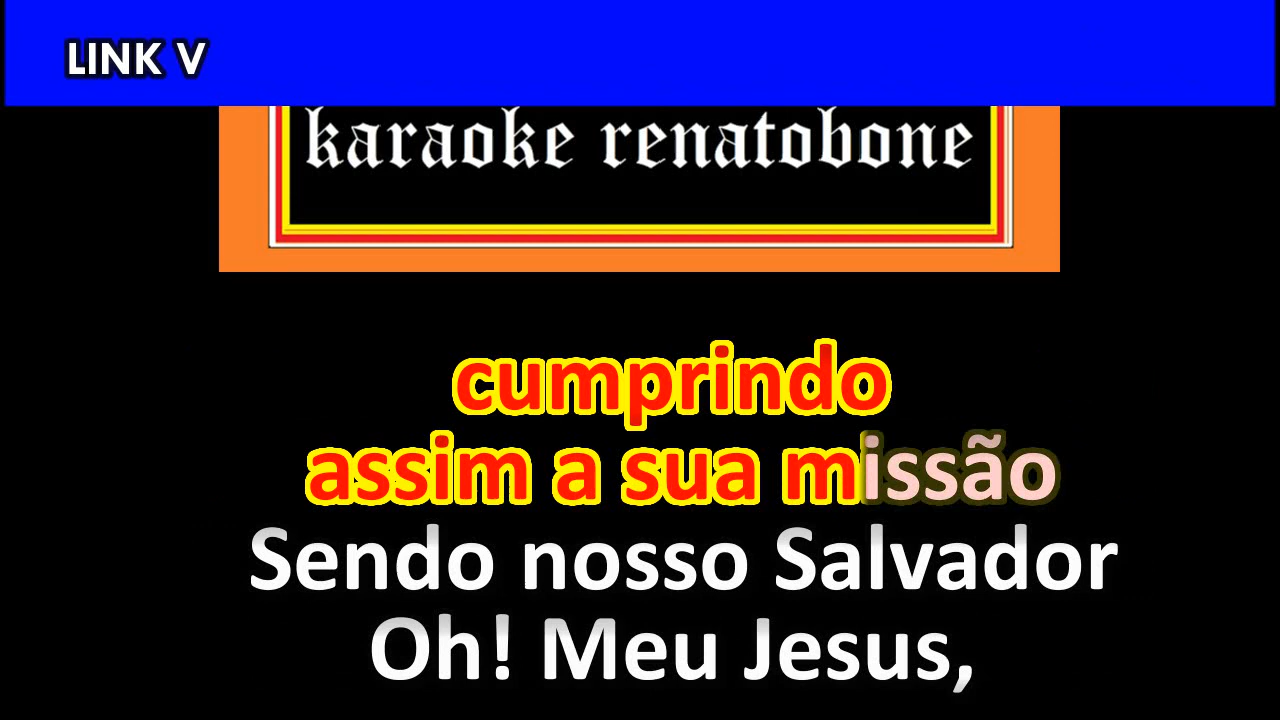 LINK V
karaoke renatobone
cumprindo
assim a sua missão
Sendo nosso Salvador
Oh! Meu Jesus,